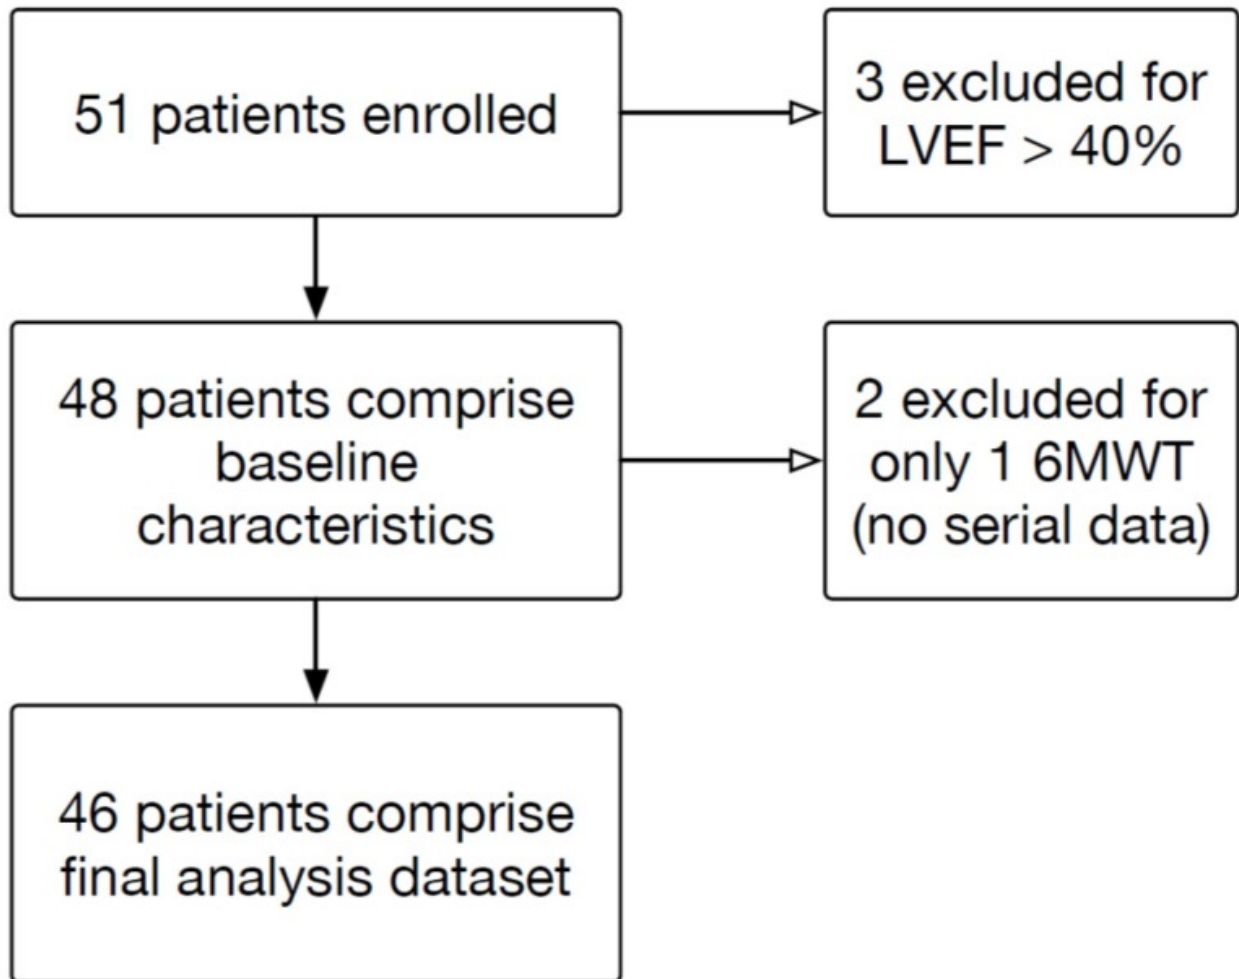 51 patients enrolled
3 excluded for
LVEF > 40%
48 patients comprise
baseline
characteristics
2 excluded for
only 1 6MWT
(no serial data)
46 patients comprise
final analysis dataset